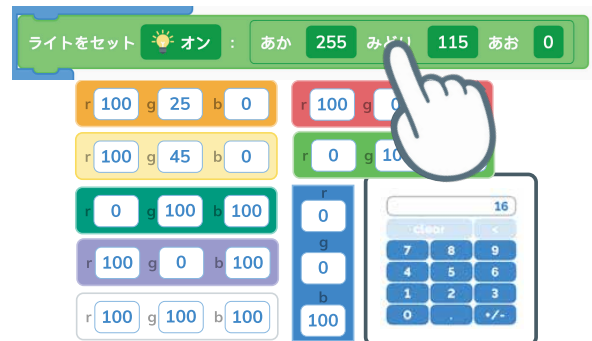 ライトをセット オン : あか 255 みどり 115 あお 0
r 100 g 25 b 0
r 100 g
r 100 g 45 b 0
r 0 g
r 0 g 100 b 100
r 0 g 0 b 100
r 100 g 0 b 100
r 100 g 100 b 100
16
clear <
7 8 9
4 5 6
1 2 3
0 . +/-